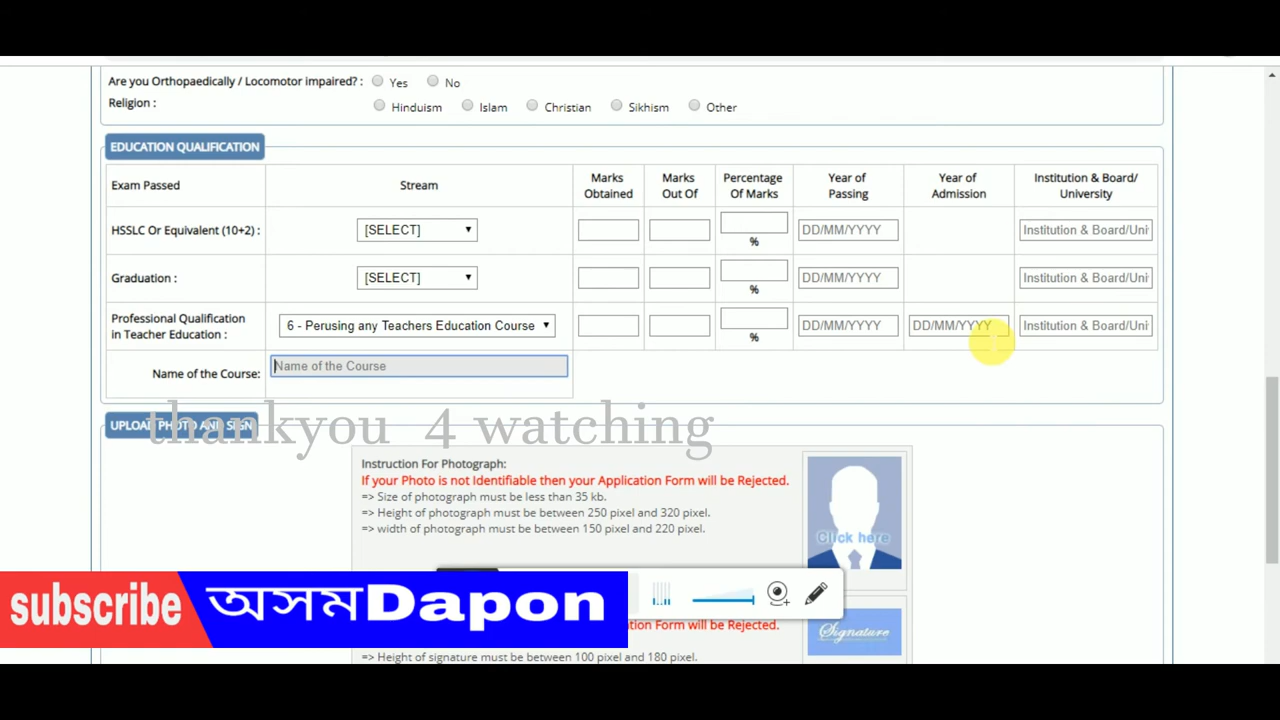 Are you Orthopaedically / Locomotor impaired? : Yes No
Religion : Hinduism Islam Christian Sikhism Other
EDUCATION QUALIFICATION
Exam Passed Stream Marks Obtained Marks Out Of Percentage Of Marks Year of Passing Year of Admission Institution & Board/ University
HSSLC Or Equivalent (10+2) : [SELECT] % DD/MM/YYYY Institution & Board/Uni
Graduation : [SELECT] % DD/MM/YYYY Institution & Board/Uni
Professional Qualification in Teacher Education : 6 - Perusing any Teachers Education Course % DD/MM/YYYY DD/MM/YYYY Institution & Board/Uni
Name of the Course: Name of the Course
UPLOAD PHOTO AND SIGN
thankyou 4 watching
Instruction For Photograph:
If your Photo is not Identifiable then your Application Form will be Rejected.
=> Size of photograph must be less than 35 kb.
=> Height of photograph must be between 250 pixel and 320 pixel.
=> width of photograph must be between 150 pixel and 220 pixel.
Click here
subscribe অসমDapon
ation Form will be Rejected.
Signature
=> Height of signature must be between 100 pixel and 180 pixel.